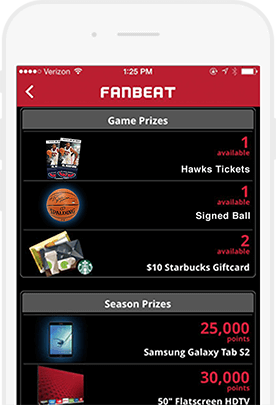 Verizon 1:25 PM
FANBEAT
Game Prizes
1
available
Hawks Tickets
1
available
SPALDING
Signed Ball
2
available
$10 Starbucks Giftcard
Season Prizes
25,000
points
Samsung Galaxy Tab S2
30,000
points
50" Flatscreen HDTV